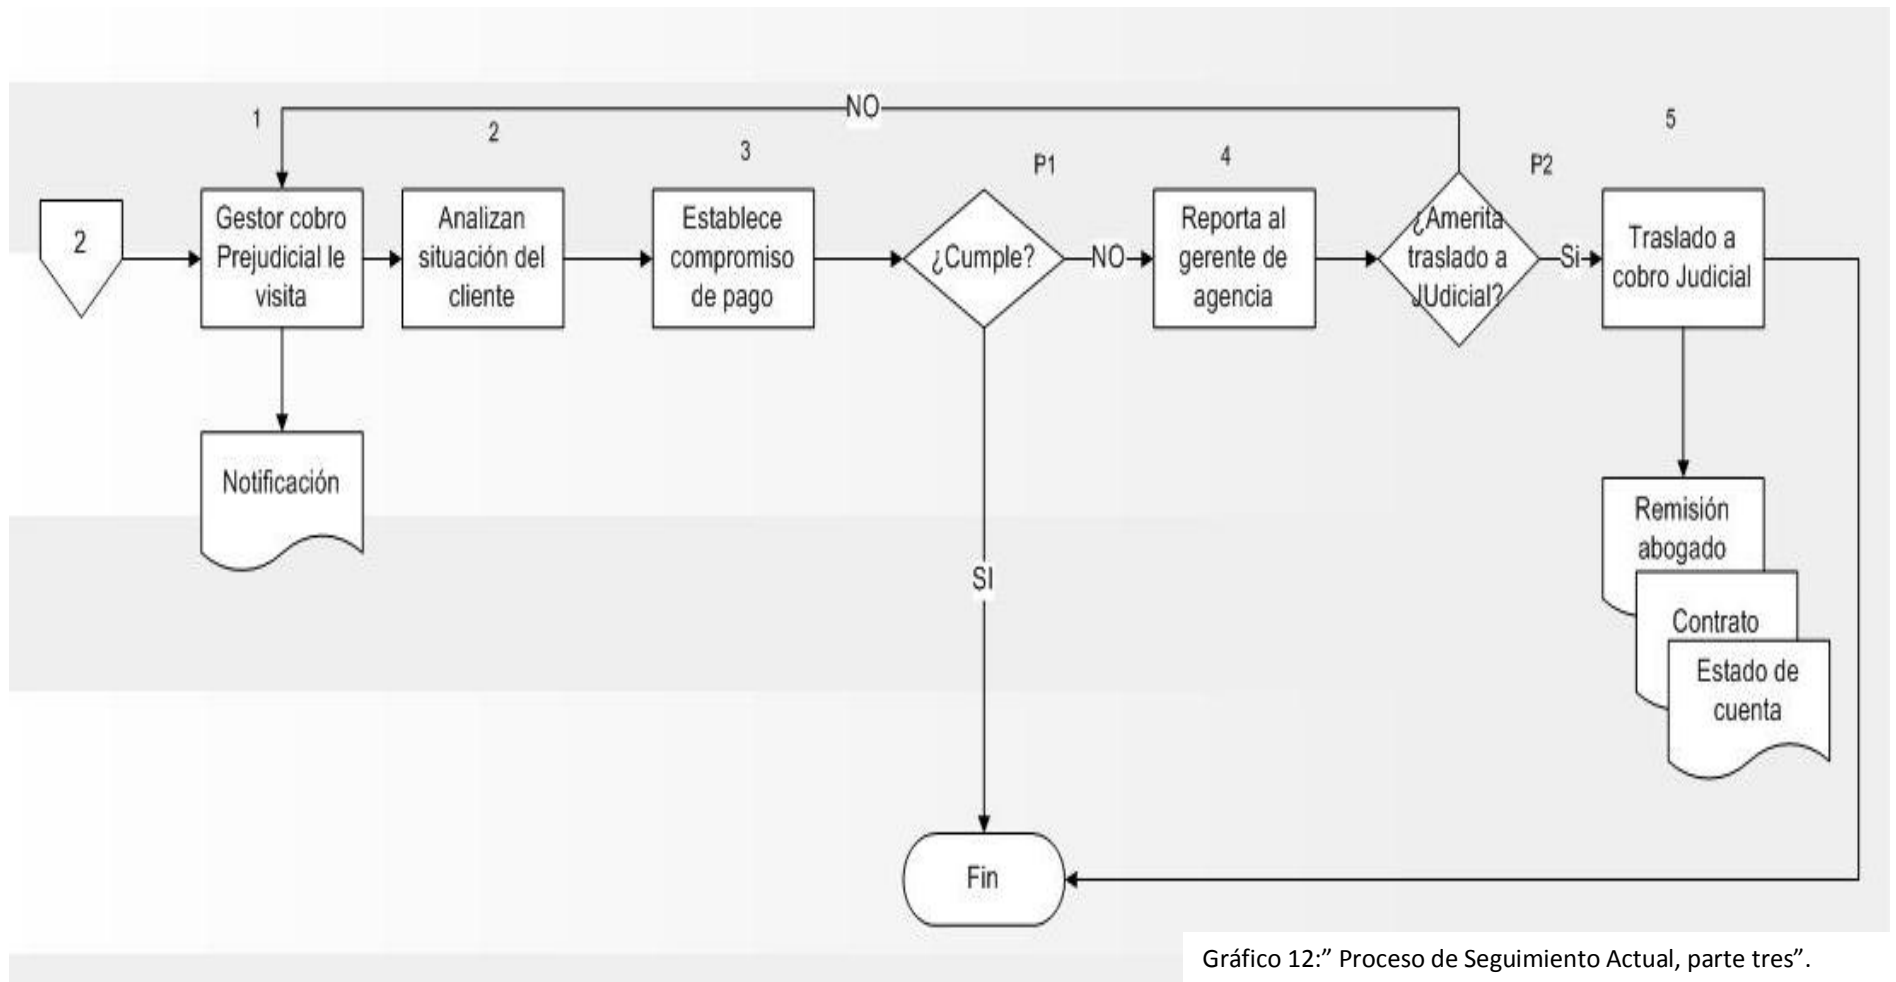 NO
1
2
3
P1
4
P2
5
2
Gestor cobro
Prejudicial le
visita
Analizan
situación del
cliente
Establece
compromiso
de pago
¿Cumple?
NO
Reporta al
gerente de
agencia
¿Amerita
traslado a
JUdicial?
Si
Traslado a
cobro Judicial
Notificación
SI
Remisión
abogado
Contrato
Estado de
cuenta
Fin
Gráfico 12:” Proceso de Seguimiento Actual, parte tres”.